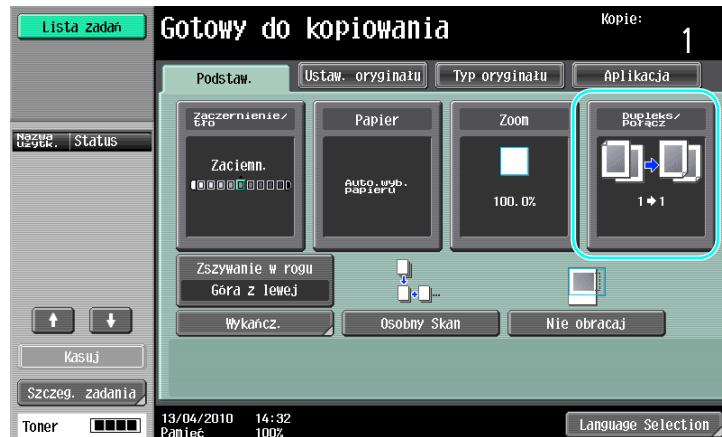 Lista zadań
Gotowy do kopiowania
Kopie:
1
Podstaw.
Ustaw. oryginału
Typ oryginału
Aplikacja
Nazwa
użytk.
Status
Zaczernienie/
tło
Papier
Zoom
Dupleks/
Połącz
Zaciemn.
Auto.wyb.
papieru
100.0%
1 1
Zszywanie w rogu
Góra z lewej
Wykańcz.
Osobny Skan
Nie obracaj
Kasuj
Szczeg. zadania
Toner
13/04/2010 14:32
Pamięć 100%
Language Selection